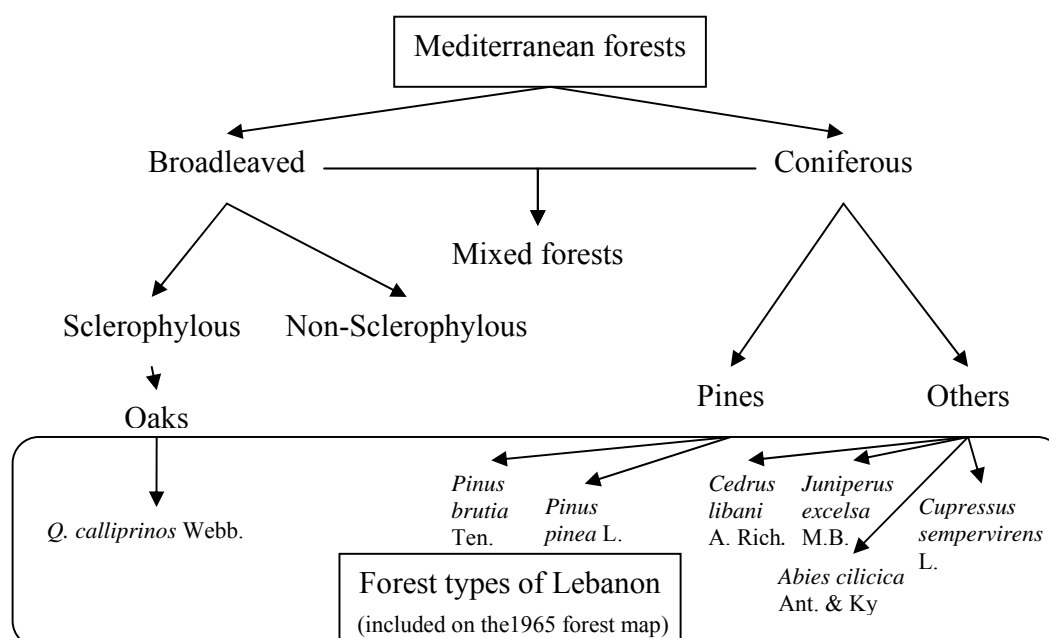 Mediterranean forests
Broadleaved
Coniferous
Mixed forests
Sclerophylous
Non-Sclerophylous
Oaks
Pines
Others
Q. calliprinos Webb.
Pinus
brutia
Ten.
Pinus
pinea L.
Cedrus
libani
A. Rich.
Juniperus
excelsa
M.B.
Abies cilicica
Ant. & Ky
Cupressus
sempervirens
L.
Forest types of Lebanon
(included on the1965 forest map)